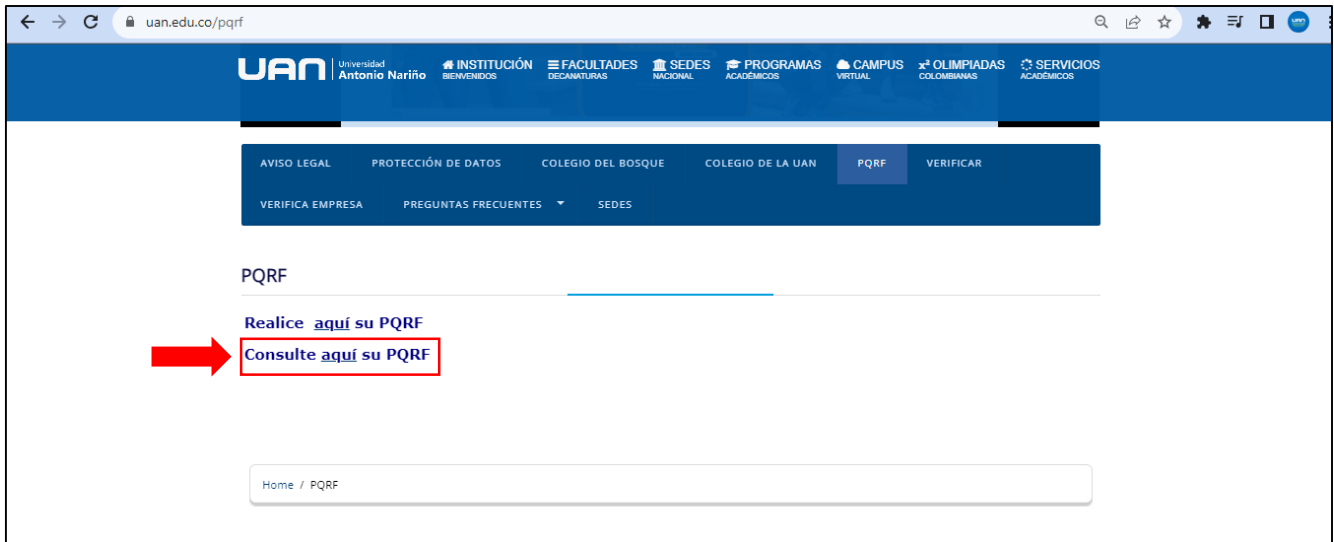 uan.edu.co/pqrf
UAN Universidad Antonio Nariño
INSTITUCIÓN BIENVENIDOS
FACULTADES DECANATURAS
SEDES NACIONAL
PROGRAMAS ACADÉMICOS
CAMPUS VIRTUAL
x² OLIMPIADAS COLOMBIANAS
SERVICIOS ACADÉMICOS
AVISO LEGAL PROTECCIÓN DE DATOS COLEGIO DEL BOSQUE COLEGIO DE LA UAN PQRF VERIFICAR
VERIFICA EMPRESA PREGUNTAS FRECUENTES SEDES
PQRF
Realice aquí su PQRF
Consulte aquí su PQRF
Home / PQRF